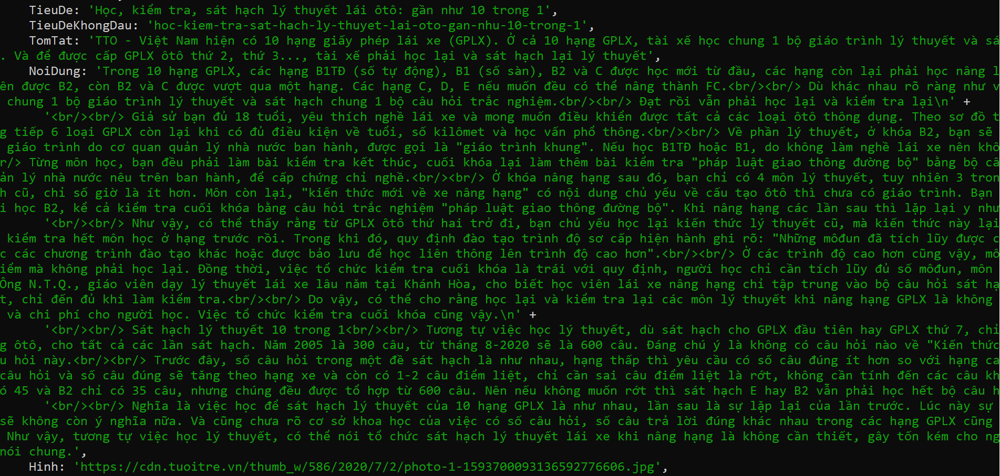 TieuDe: 'Học, kiểm tra, sát hạch lý thuyết lái ôtô: gần như 10 trong 1',
TieuDeKhongDau: 'hoc-kiem-tra-sat-hach-ly-thuyet-lai-oto-gan-nhu-10-trong-1',
TomTat: 'TTO - Việt Nam hiện có 10 hạng giấy phép lái xe (GPLX). Ở cả 10 hạng GPLX, tài xế học chung 1 bộ giáo trình lý thuyết và sá
. Và để được cấp GPLX ôtô thứ 2, thứ 3..., tài xế phải học lại và sát hạch lại lý thuyết',
NoiDung: 'Trong 10 hạng GPLX, các hạng B1TĐ (số tự động), B1 (số sàn), B2 và C được học mới từ đầu, các hạng còn lại phải học nâng l
ên được B2, còn B2 và C được vượt qua một hạng. Các hạng C, D, E nếu muốn đều có thể nâng thành FC.<br/><br/> Dù khác nhau rõ ràng như v
chung 1 bộ giáo trình lý thuyết và sát hạch chung 1 bộ câu hỏi trắc nghiệm.<br/><br/> Đạt rồi vẫn phải học lại và kiểm tra lại\n' +
'<br/><br/> Giả sử bạn đủ 18 tuổi, yêu thích nghề lái xe và mong muốn điều khiển được tất cả các loại ôtô thông dụng. Theo sơ đồ t
g tiếp 6 loại GPLX còn lại khi có đủ điều kiện về tuổi, số kilômet và học vấn phổ thông.<br/><br/> Về phần lý thuyết, ở khóa B2, bạn sẽ
giáo trình do cơ quan quản lý nhà nước ban hành, được gọi là "giáo trình khung". Nếu học B1TĐ hoặc B1, do không làm nghề lái xe nên khô
r/> Từng môn học, bạn đều phải làm bài kiểm tra kết thúc, cuối khóa lại làm thêm bài kiểm tra "pháp luật giao thông đường bộ" bằng bộ câ
ản lý nhà nước nêu trên ban hành, để cấp chứng chỉ nghề.<br/><br/> Ở khóa nâng hạng sau đó, bạn chỉ có 4 môn lý thuyết, tuy nhiên 3 tron
h cũ, chỉ số giờ là ít hơn. Môn còn lại, "kiến thức mới về xe nâng hạng" có nội dung chủ yếu về cấu tạo ôtô thì chưa có giáo trình. Bạn
i học B2, kể cả kiểm tra cuối khóa bằng câu hỏi trắc nghiệm "pháp luật giao thông đường bộ". Khi nâng hạng các lần sau thì lặp lại y như
'<br/><br/> Như vậy, có thể thấy rằng từ GPLX ôtô thứ hai trở đi, bạn chủ yếu học lại kiến thức lý thuyết cũ, mà kiến thức này lại
kiểm tra hết môn học ở hạng trước rồi. Trong khi đó, quy định đào tạo trình độ sơ cấp hiện hành ghi rõ: "Những môđun đã tích lũy được c
c các chương trình đào tạo khác hoặc được bảo lưu để học liên thông lên trình độ cao hơn".<br/><br/> Ở các trình độ cao hơn cũng vậy, mô
iểm mà không phải học lại. Đồng thời, việc tổ chức kiểm tra cuối khóa là trái với quy định, người học chỉ cần tích lũy đủ số môđun, môn
Ông N.T.Q., giáo viên dạy lý thuyết lái xe lâu năm tại Khánh Hòa, cho biết học viên lái xe nâng hạng chỉ tập trung vào bộ câu hỏi sát hạ
t, chỉ đến đủ khi làm kiểm tra.<br/><br/> Do vậy, có thể cho rằng học lại và kiểm tra lại các môn lý thuyết khi nâng hạng GPLX là không
và chi phí cho người học. Việc tổ chức kiểm tra cuối khóa cũng vậy.\n' +
'<br/><br/> Sát hạch lý thuyết 10 trong 1<br/><br/> Tương tự việc học lý thuyết, dù sát hạch cho GPLX đầu tiên hay GPLX thứ 7, chỉ
g ôtô, cho tất cả các lần sát hạch. Năm 2005 là 300 câu, từ tháng 8-2020 sẽ là 600 câu. Đáng chú ý là không có câu hỏi nào về "Kiến thức
u hỏi này.<br/><br/> Trước đây, số câu hỏi trong một đề sát hạch là như nhau, hạng thấp thì yêu cầu có số câu đúng ít hơn so với hạng ca
câu hỏi và số câu đúng sẽ tăng theo hạng xe và còn có 1-2 câu điểm liệt, chỉ cần sai câu điểm liệt là rớt, không cần tính đến các câu kh
ó 45 và B2 chỉ có 35 câu, nhưng chúng đều được tổ hợp từ 600 câu. Nên nếu không muốn rớt thì sát hạch E hay B2 vẫn phải học hết bộ câu h
'<br/><br/> Nghĩa là việc học để sát hạch lý thuyết của 10 hạng GPLX là như nhau, lần sau là sự lặp lại của lần trước. Lúc này sự
sẽ không còn ý nghĩa nữa. Và cũng chưa rõ cơ sở khoa học của việc có số câu hỏi, số câu trả lời đúng khác nhau trong các hạng GPLX cũng
Như vậy, tương tự việc học lý thuyết, có thể nói tổ chức sát hạch lý thuyết lái xe khi nâng hạng là không cần thiết, gây tốn kém cho ng
nói chung.',
Hinh: 'https://cdn.tuoitre.vn/thumb_w/586/2020/7/2/photo-1-1593700093136592776606.jpg',